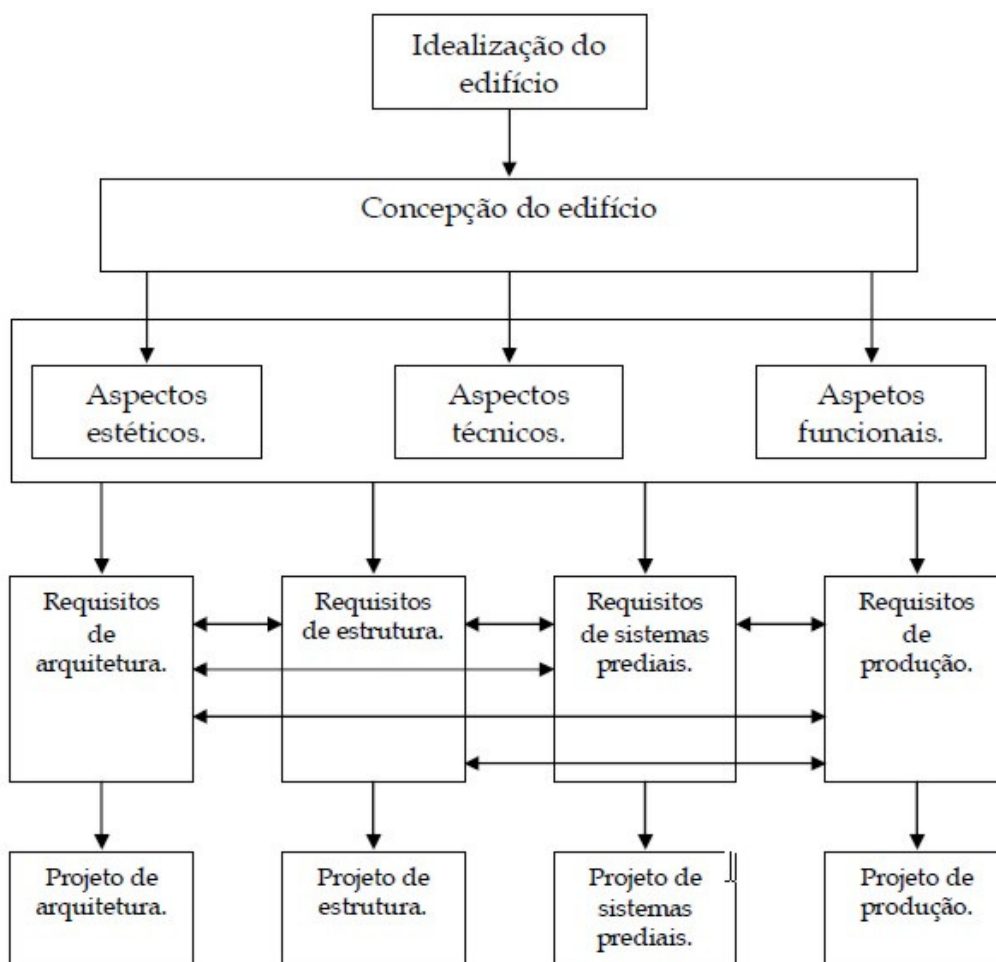 Idealização do
edifício
Concepção do edifício
Aspectos
estéticos.
Aspectos
técnicos.
Aspetos
funcionais.
Requisitos
de
arquitetura.
Requisitos
de estrutura.
Requisitos
de sistemas
prediais.
Requisitos
de
produção.
Projeto de
arquitetura.
Projeto de
estrutura.
Projeto de
sistemas
prediais.
Projeto de
produção.